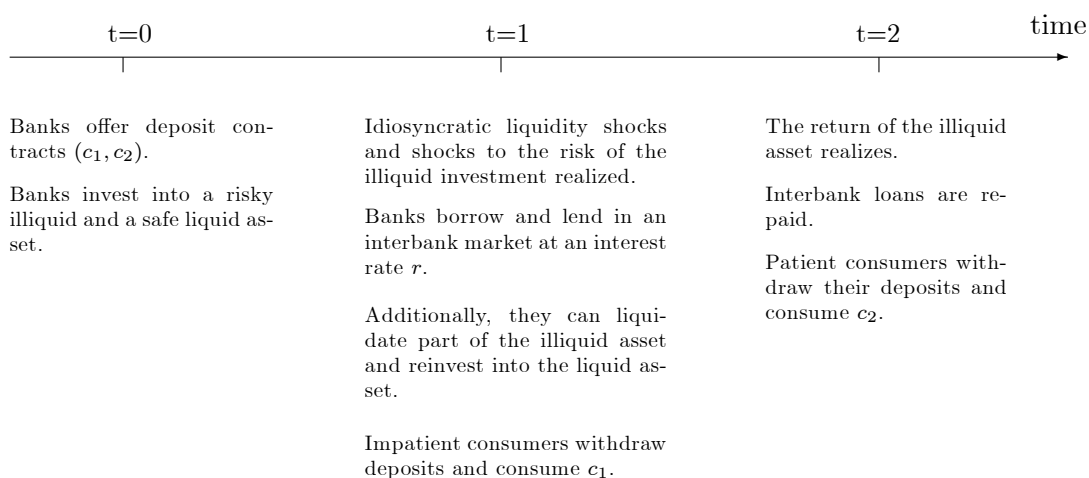 t=0
t=1
t=2
time
Banks offer deposit con-
tracts (c₁, c₂).
Banks invest into a risky
illiquid and a safe liquid as-
set.
Idiosyncratic liquidity shocks
and shocks to the risk of the
illiquid investment realized.
Banks borrow and lend in an
interbank market at an interest
rate r.
Additionally, they can liqui-
date part of the illiquid asset
and reinvest into the liquid as-
set.
Impatient consumers withdraw
deposits and consume c₁.
The return of the illiquid
asset realizes.
Interbank loans are re-
paid.
Patient consumers with-
draw their deposits and
consume c₂.